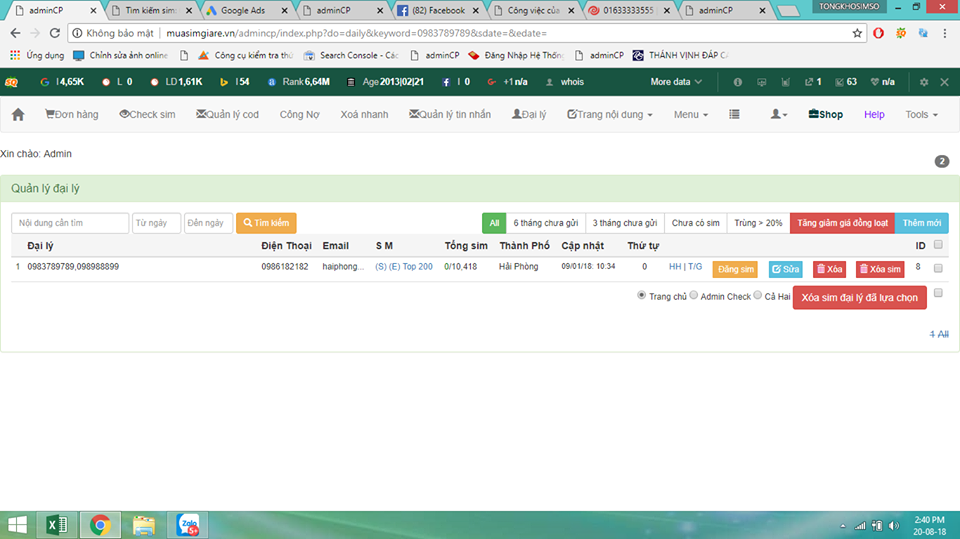 adminCP
Tìm kiếm sim
Google Ads
adminCP
(82) Facebook
Công việc của
01633333555
adminCP
TONGKHOSIMSO
Không bảo mật | muasimgiare.vn/admincp/index.php?do=daily&keyword=0983789789&sdate=&edate=
Ứng dụng
Chỉnh sửa ảnh online
Công cụ kiểm tra thứ
Search Console - Các
adminCP
Đăng Nhập Hệ Thống
adminCP
THÁNH VỊNH ĐÁP CA
I 4,65K
L 0
LD 1,61K
I 54
Rank 6,64M
Age 2013|02|21
I 0
+1 n/a
whois
More data
1
63
n/a
Đơn hàng
Check sim
Quản lý cod
Công Nợ
Xoá nhanh
Quản lý tin nhắn
Đại lý
Trang nội dung
Menu
Shop
Help
Tools
Xin chào: Admin
2
Quản lý đại lý
Nội dung cần tìm
Từ ngày
Đến ngày
Tìm kiếm
All
6 tháng chưa gửi
3 tháng chưa gửi
Chưa có sim
Trùng > 20%
Tăng giảm giá đồng loạt
Thêm mới
Đại lý
Điện Thoại
Email
S M
Tổng sim
Thành Phố
Cập nhật
Thứ tự
ID
1
0983789789,098988899
0986182182
haiphong...
(S) (E) Top 200
0/10,418
Hải Phòng
09/01/18: 10:34
0
HH | T/G
Đăng sim
Sửa
Xóa
Xóa sim
8
Trang chủ
Admin Check
Cả Hai
Xóa sim đại lý đã lựa chọn
1 All
Zalo
5+
2:40 PM
20-08-18